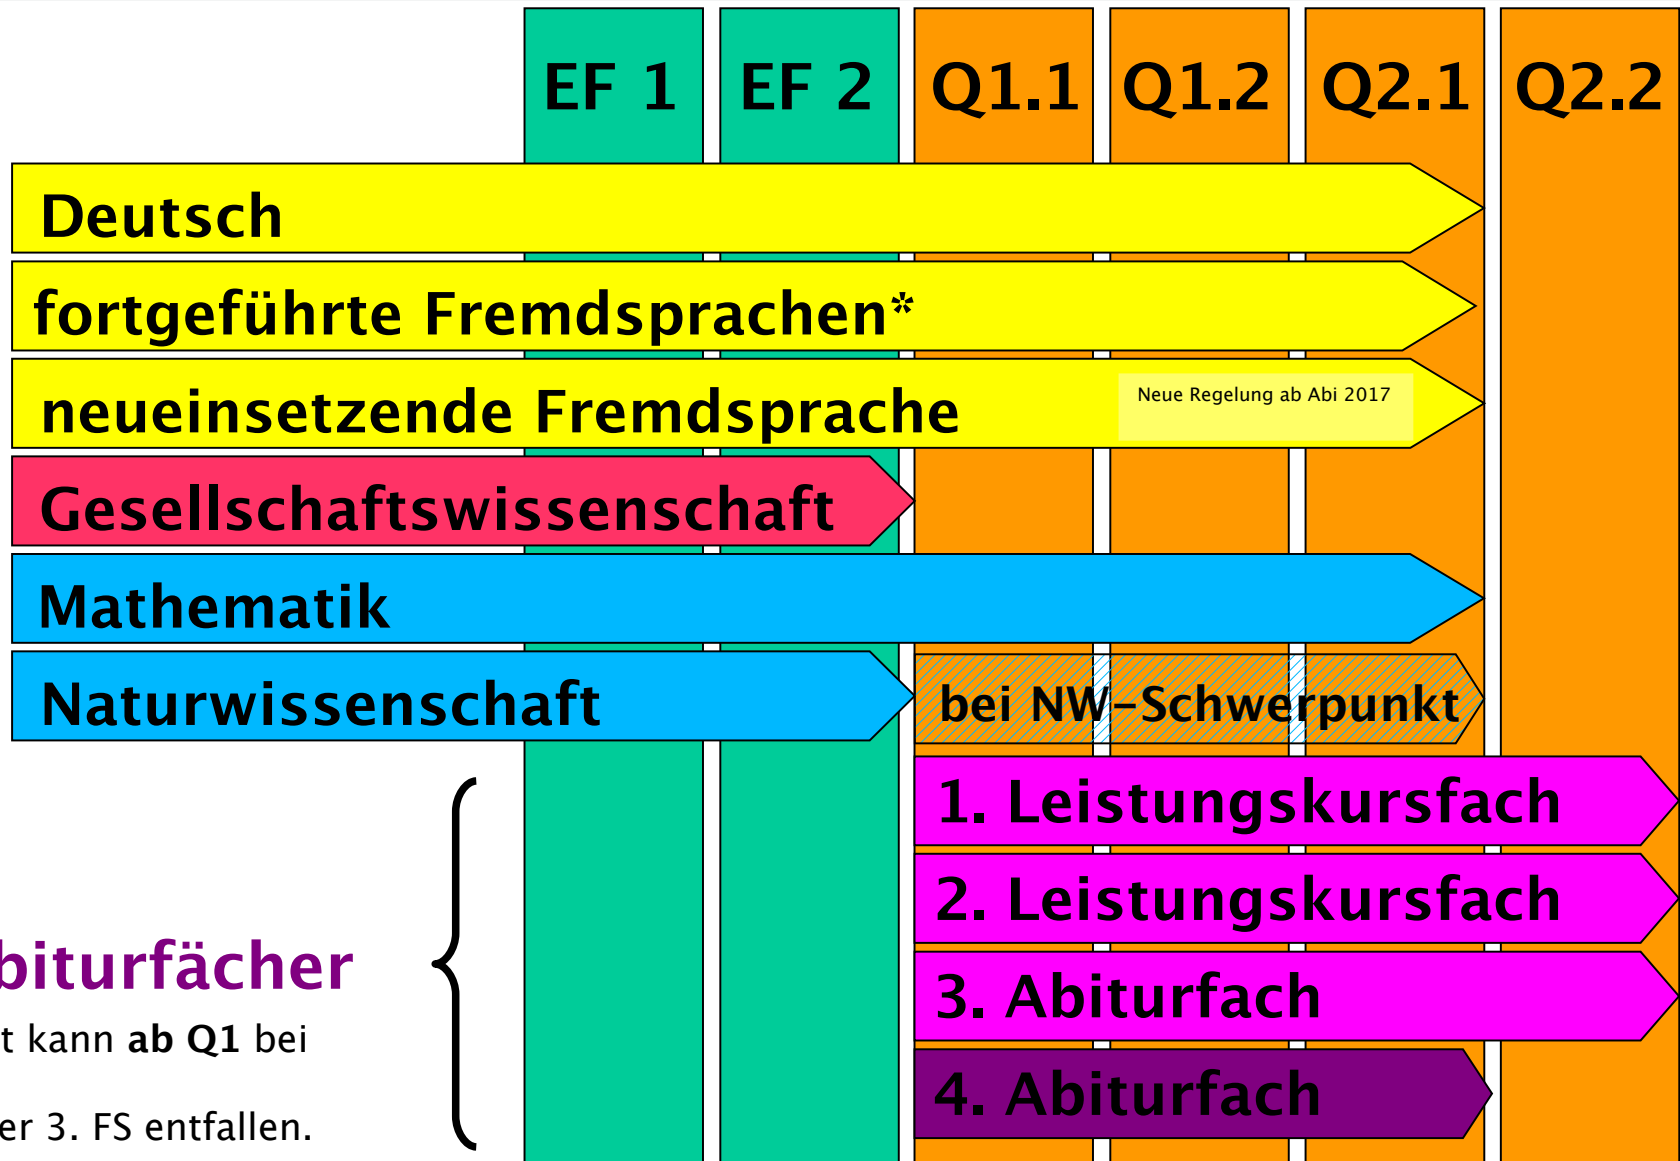 EF 1 EF 2 Q1.1 Q1.2 Q2.1 Q2.2
Deutsch
fortgeführte Fremdsprachen*
neueinsetzende Fremdsprache
Neue Regelung ab Abi 2017
Gesellschaftswissenschaft
Mathematik
Naturwissenschaft
bei NW-Schwerpunkt
1. Leistungskursfach
2. Leistungskursfach
biturfächer
3. Abiturfach
t kann ab Q1 bei
4. Abiturfach
er 3. FS entfallen.